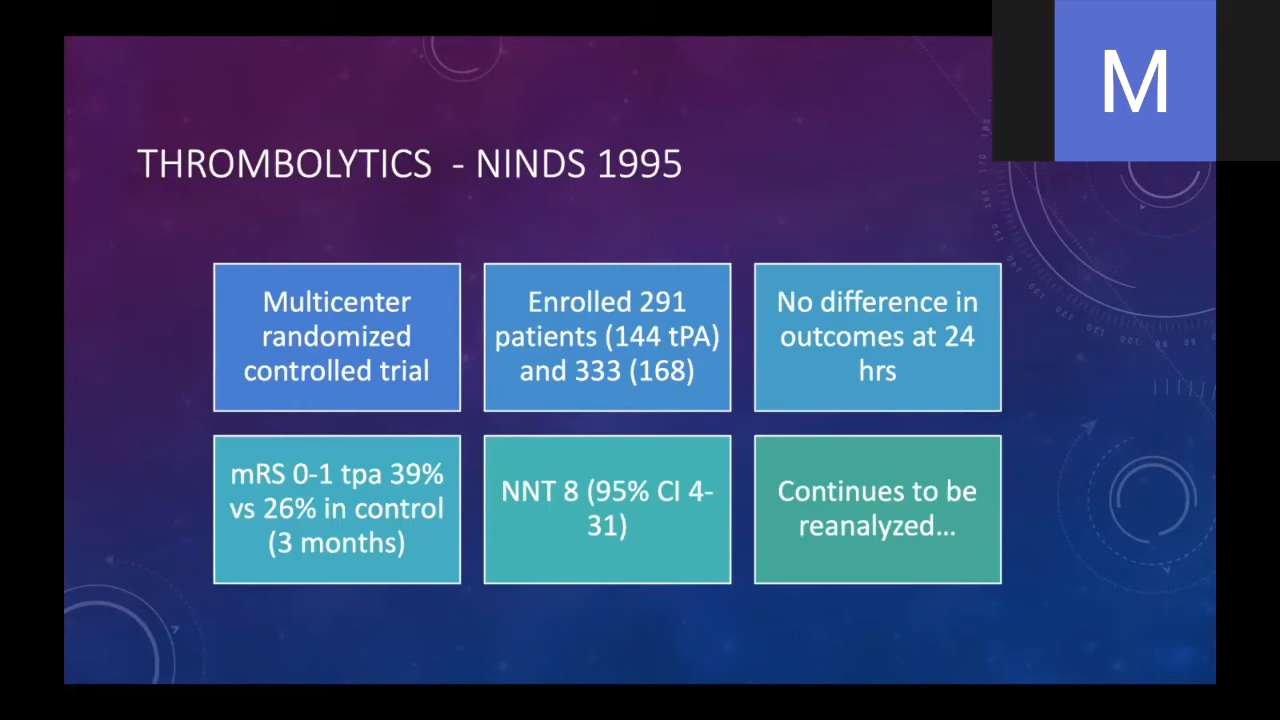 M
THROMBOLYTICS - NINDS 1995
Multicenter
randomized
controlled trial
Enrolled 291
patients (144 tPA)
and 333 (168)
No difference in
outcomes at 24
hrs
mRS 0-1 tpa 39%
vs 26% in control
(3 months)
NNT 8 (95% CI 4-
31)
Continues to be
reanalyzed...